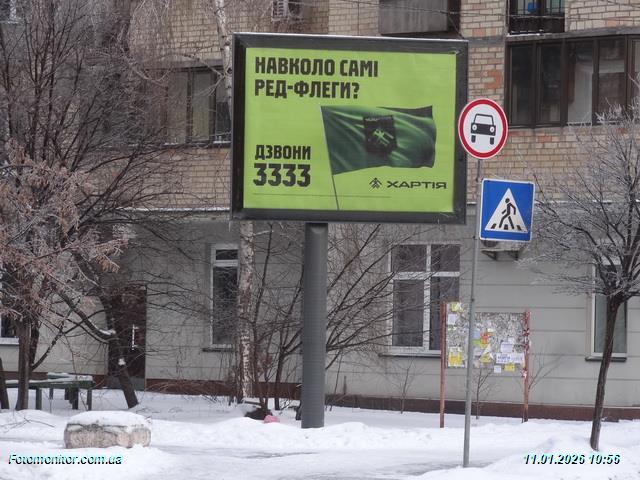 НАВКОЛО САМІ
РЕД-ФЛЕГИ?
ДЗВОНИ
3333
ХАРТІЯ
Fotomonitor.com.ua
11.01.2026 10:56